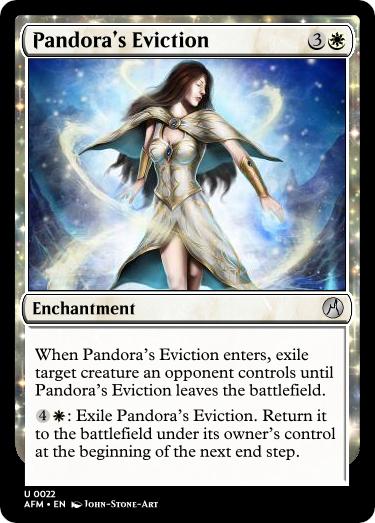 Pandora's Eviction 3
Enchantment
When Pandora's Eviction enters, exile
target creature an opponent controls until
Pandora's Eviction leaves the battlefield.
4 : Exile Pandora's Eviction. Return it
to the battlefield under its owner's control
at the beginning of the next end step.
U 0022
AFM • EN John-Stone-Art